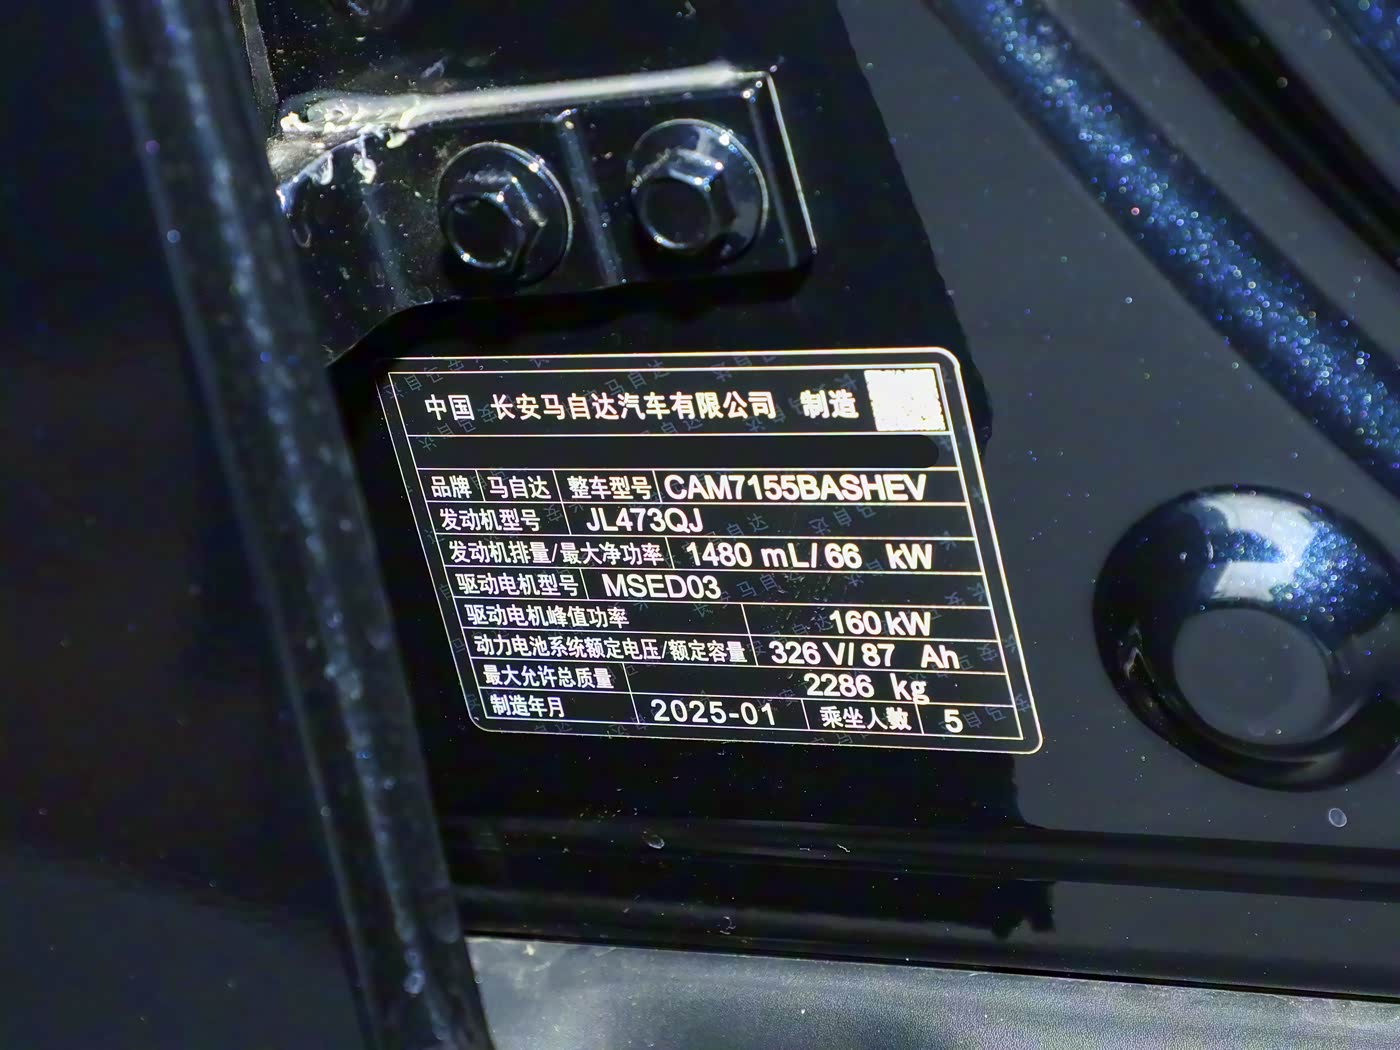 中国 长安马自达汽车有限公司 制造
品牌 马自达 整车型号 CAM7155BASHEV
发动机型号 JL473QJ
发动机排量/最大净功率 1480 mL/66 kW
驱动电机型号 MSED03
驱动电机峰值功率 160kW
动力电池系统额定电压/额定容量 326V/87 Ah
最大允许总质量 2286 kg
制造年月 2025-01 乘坐人数 5